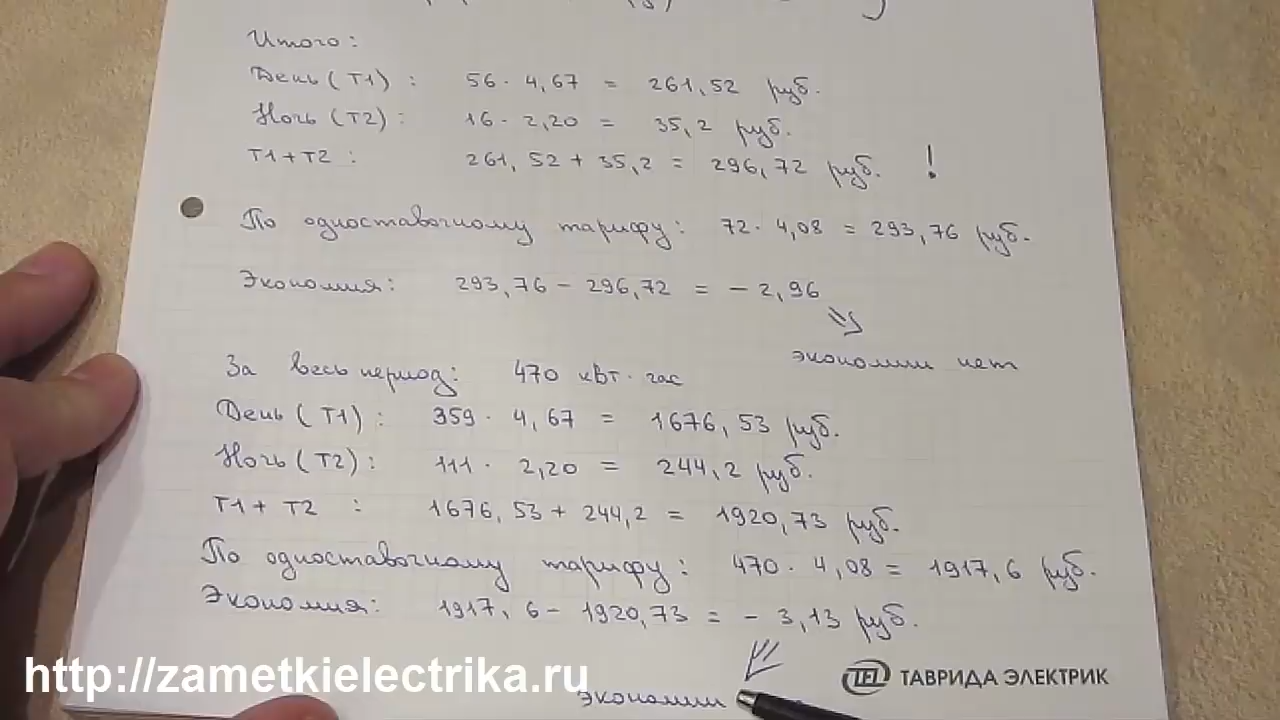 Итого:
День (Т1) : 56 · 4,67 = 261,52 руб.
Ночь (Т2) : 16 · 2,20 = 35,2 руб.
Т1+Т2 : 261,52 + 35,2 = 296,72 руб. !
По одноставочному тарифу : 72 · 4,08 = 293,76 руб.
Экономия : 293,76 - 296,72 = - 2,96
экономии нет
За весь период : 470 кВт·час
День (Т1) : 359 · 4,67 = 1676,53 руб.
Ночь (Т2) : 111 · 2,20 = 244,2 руб.
Т1 + Т2 : 1676,53 + 244,2 = 1920,73 руб.
По одноставочному тарифу : 470 · 4,08 = 1917,6 руб.
Экономия : 1917,6 - 1920,73 = - 3,13 руб.
экономии
TEL ТАВРИДА ЭЛЕКТРИК
http://zametkielectrika.ru